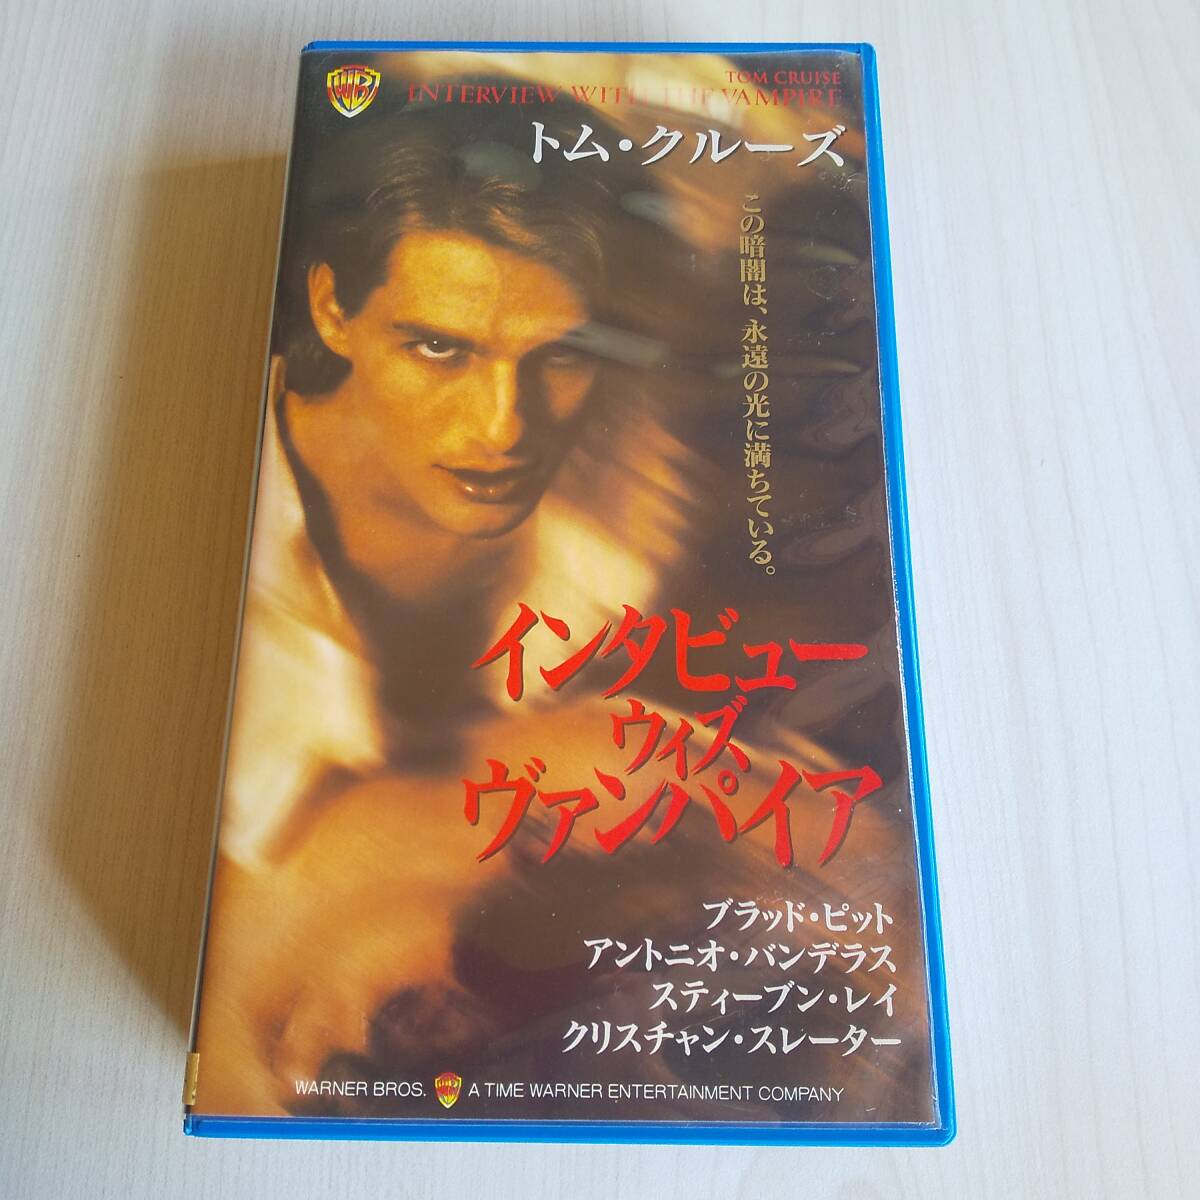 WB
TOM CRUISE
INTERVIEW WITH THE VAMPIRE
トム・クルーズ
この暗闇は、永遠の光に満ちている。
インタビュー
ウィズ
ヴァンパイア
ブラッド・ピット
アントニオ・バンデラス
スティーブン・レイ
クリスチャン・スレーター
WARNER BROS. A TIME WARNER ENTERTAINMENT COMPANY